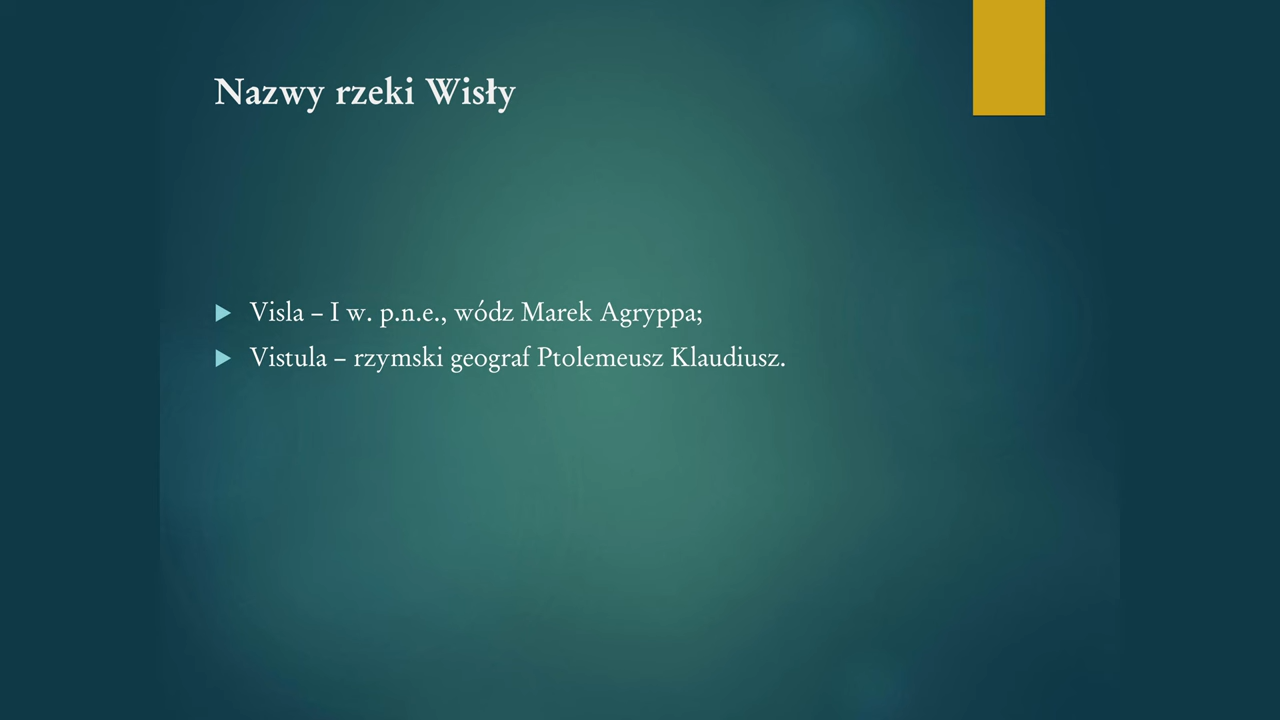 Nazwy rzeki Wisły
Visla – I w. p.n.e., wódz Marek Agryppa;
Vistula – rzymski geograf Ptolemeusz Klaudiusz.